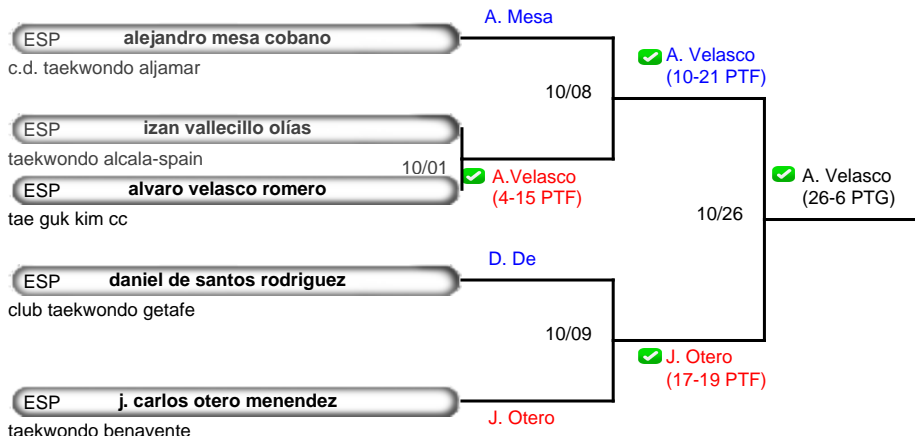 A. Mesa
ESP alejandro mesa cobano
c.d. taekwondo aljamar
A. Velasco
(10-21 PTF)
10/08
ESP izan vallecillo olías
taekwondo alcala-spain
10/01
ESP alvaro velasco romero
A.Velasco
(4-15 PTF)
tae guk kim cc
A. Velasco
(26-6 PTG)
10/26
D. De
ESP daniel de santos rodriguez
club taekwondo getafe
10/09
J. Otero
(17-19 PTF)
ESP j. carlos otero menendez
J. Otero
taekwondo benavente